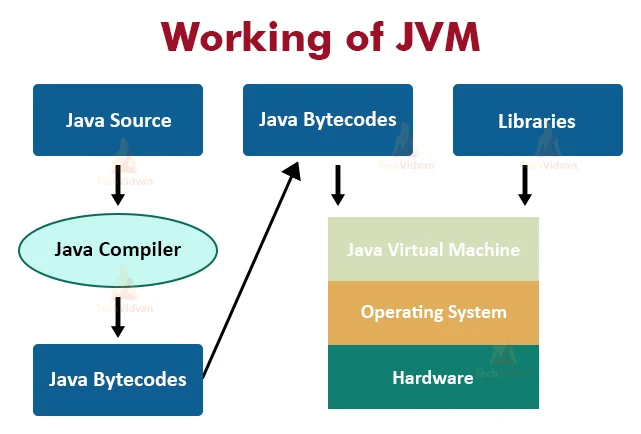 Working of JVM
Java Source
Java Bytecodes
Libraries
TechVidvan
TechVidvan
TechVidvan
Java Compiler
Java Virtual Machine
TechVidvan
Operating System
Java Bytecodes
Hardware
TechVidvan